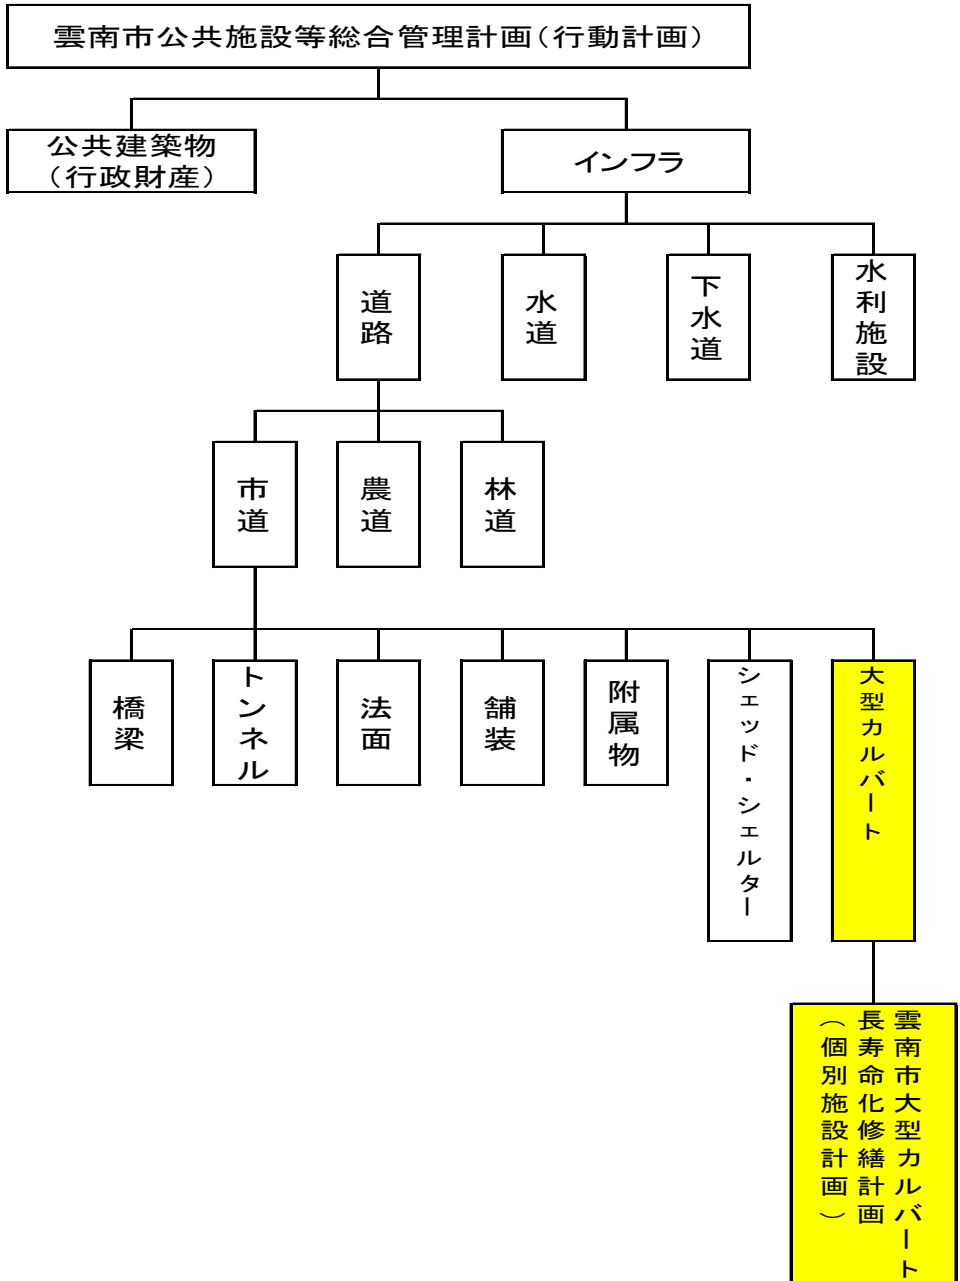 雲南市公共施設等総合管理計画(行動計画)
公共建築物
(行政財産)
インフラ
道路
水道
下水道
水利施設
市道
農道
林道
橋梁
トンネル
法面
舗装
附属物
シェッド・シェルター
大型カルバート
雲南市大型カルバート
長寿命化修繕計画
(個別施設計画)